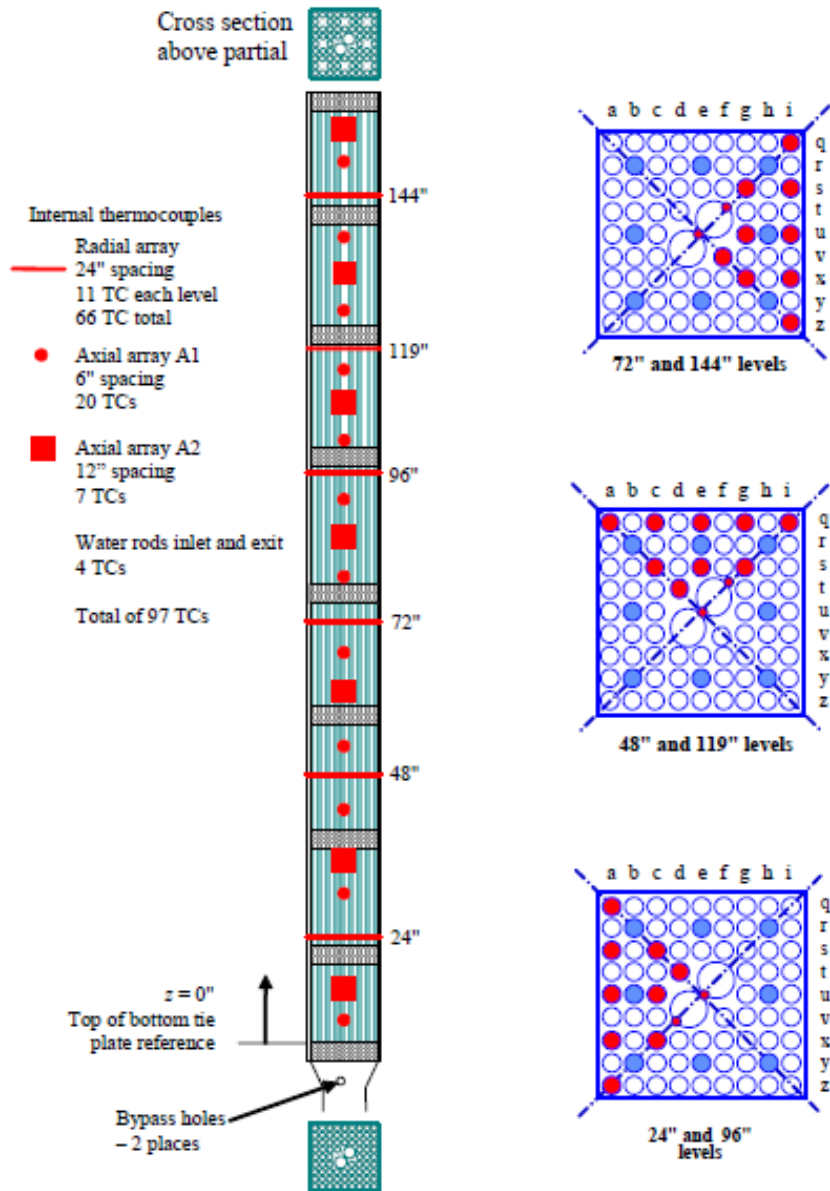 Cross section
above partial
Internal thermocouples
Radial array
24" spacing
11 TC each level
66 TC total
Axial array A1
6" spacing
20 TCs
Axial array A2
12” spacing
7 TCs
Water rods inlet and exit
4 TCs
Total of 97 TCs
z = 0"
Top of bottom tie
plate reference
Bypass holes
– 2 places
144"
119"
96"
72"
48"
24"
a b c d e f g h i
q
r
s
t
u
v
x
y
z
72" and 144" levels
a b c d e f g h i
q
r
s
t
u
v
x
y
z
48" and 119" levels
a b c d e f g h i
q
r
s
t
u
v
x
y
z
24" and 96"
levels